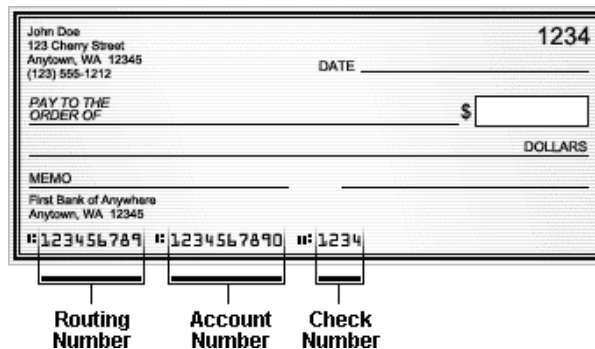 John Doe
123 Cherry Street
Anytown, WA 12345
(123) 555-1212
1234
DATE
PAY TO THE
ORDER OF
$
DOLLARS
MEMO
First Bank of Anywhere
Anytown, WA 12345
⑆123456789 ⑆1234567890 ⑈1234
Routing
Number
Account
Number
Check
Number